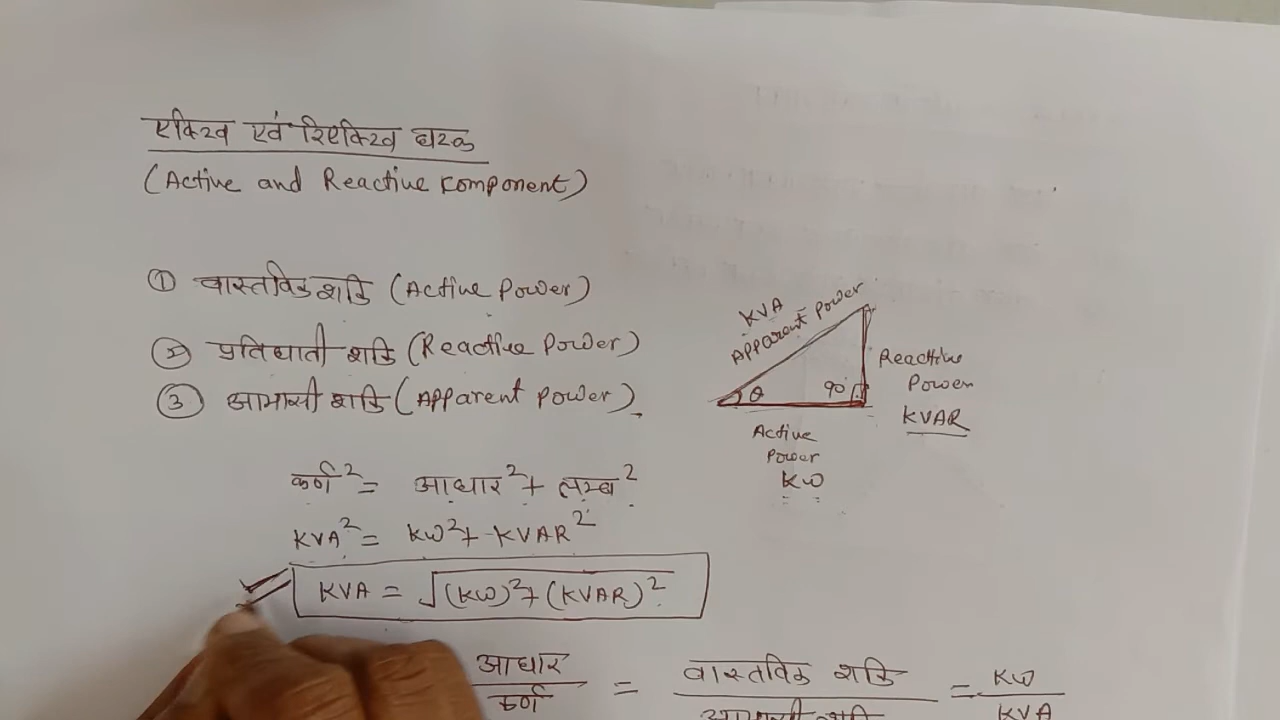 एक्टिव एवं रिएक्टिव घटक
(Active and Reactive Component)
① वास्तविक शक्ति (Active Power)
② प्रतिघाती शक्ति (Reactive Power)
③ आभासी शक्ति (Apparent Power)
KVA
Apparent Power
θ 90°
Reactive
Power
KVAR
Active
Power
KW
कर्ण² = आधार² + लम्ब²
KVA² = KW² + KVAR²
KVA = √(KW)² + (KVAR)²
आधार / कर्ण = वास्तविक शक्ति / आभासी शक्ति = KW / KVA